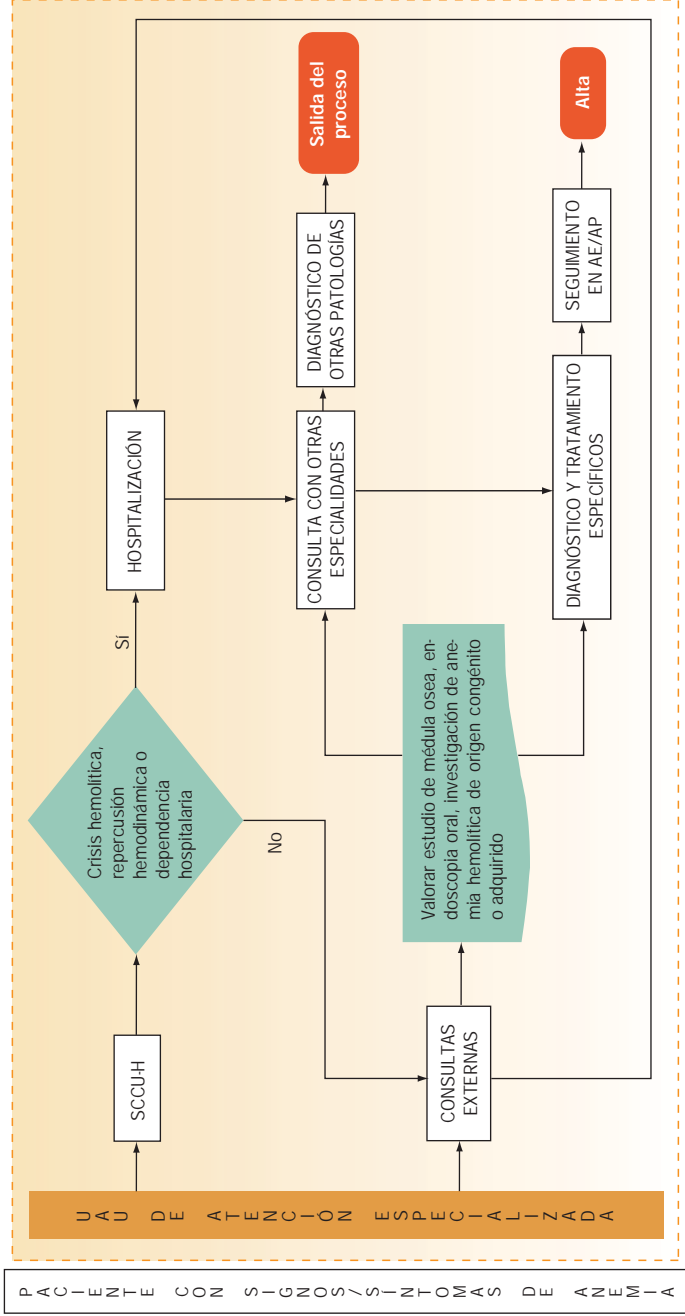 PACIENTE CON SIGNOS/SÍNTOMAS DE ANEMIA
UAU DE ATENCIÓN ESPECIALIZADA
SCCU-H
Crisis hemolítica,
repercusión
hemodinámica o
dependencia
hospitalaria
Sí
No
HOSPITALIZACIÓN
CONSULTAS
EXTERNAS
Valorar estudio de médula osea, en-
doscopia oral, investigación de ane-
mia hemolítica de origen congénito
o adquirido
CONSULTA CON OTRAS
ESPECIALIDADES
DIAGNÓSTICO DE
OTRAS PATOLOGÍAS
Salida del
proceso
DIAGNÓSTICO Y TRATAMIENTO
ESPECÍFICOS
SEGUIMIENTO
EN AE/AP
Alta